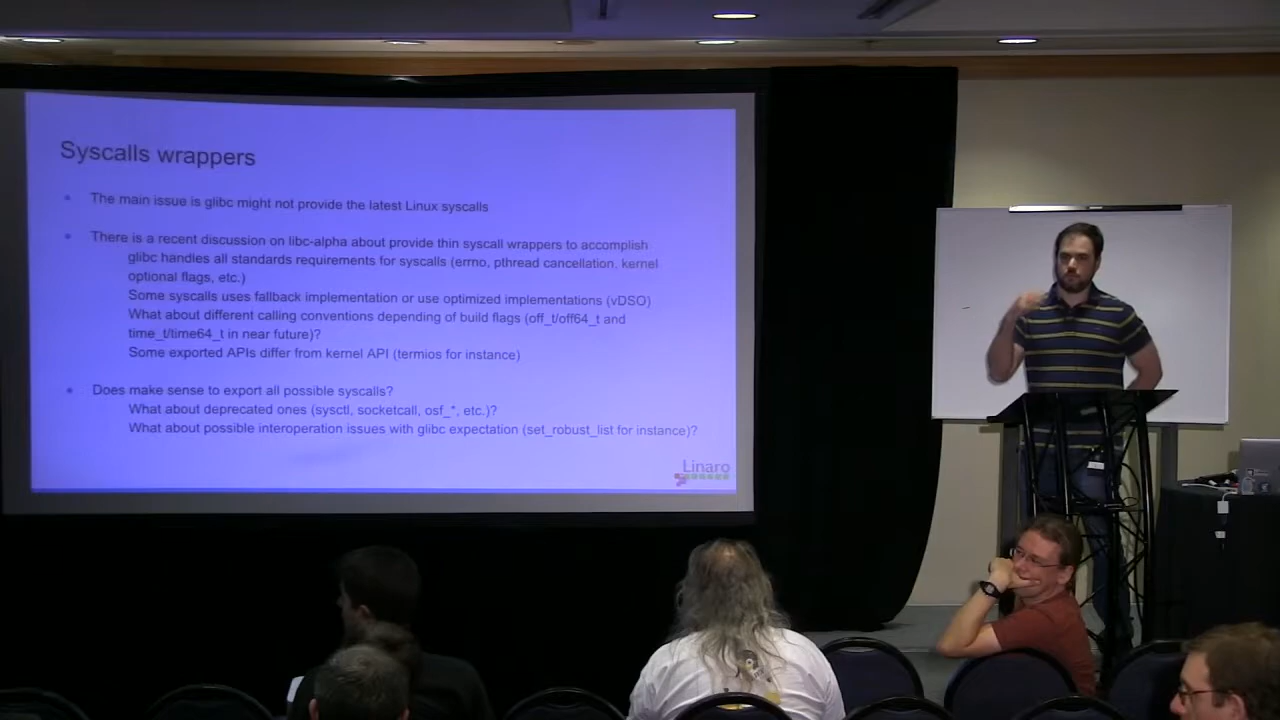 Syscalls wrappers
The main issue is glibc might not provide the latest Linux syscalls
There is a recent discussion on libc-alpha about provide thin syscall wrappers to accomplish
glibc handles all standards requirements for syscalls (errno, pthread cancellation, kernel
optional flags, etc.)
Some syscalls uses fallback implementation or use optimized implementations (vDSO)
What about different calling conventions depending of build flags (off_t/off64_t and
time_t/time64_t in near future)?
Some exported APIs differ from kernel API (termios for instance)
Does make sense to export all possible syscalls?
What about deprecated ones (sysctl, socketcall, osf_*, etc.)?
What about possible interoperation issues with glibc expectation (set_robust_list for instance)?
Linaro